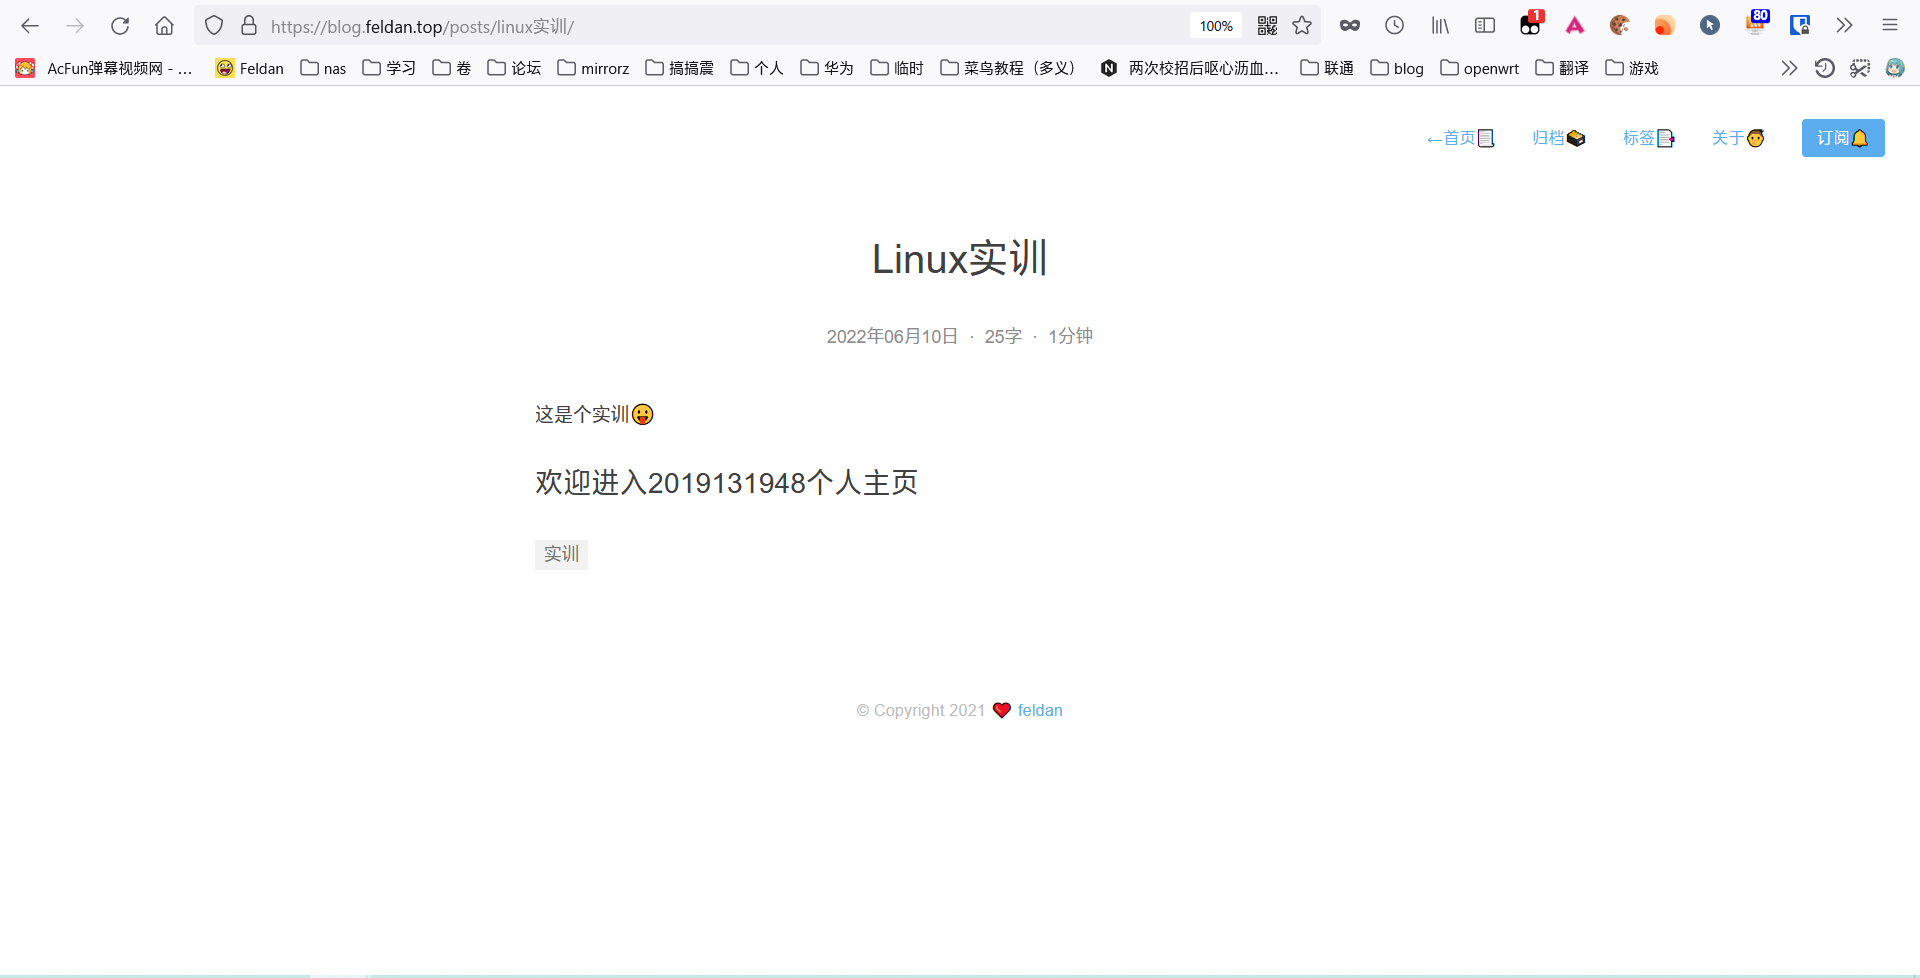 https://blog.feldan.top/posts/linux实训/ 100% 1 80
AcFun弹幕视频网 - ... Feldan nas 学习 卷 论坛 mirrorz 搞搞震 个人 华为 临时 菜鸟教程（多义） 两次校招后呕心沥血... 联通 blog openwrt 翻译 游戏
←首页 归档 标签 关于 订阅
Linux实训
2022年06月10日 · 25字 · 1分钟
这是个实训😛
欢迎进入2019131948个人主页
实训
© Copyright 2021 ❤ feldan